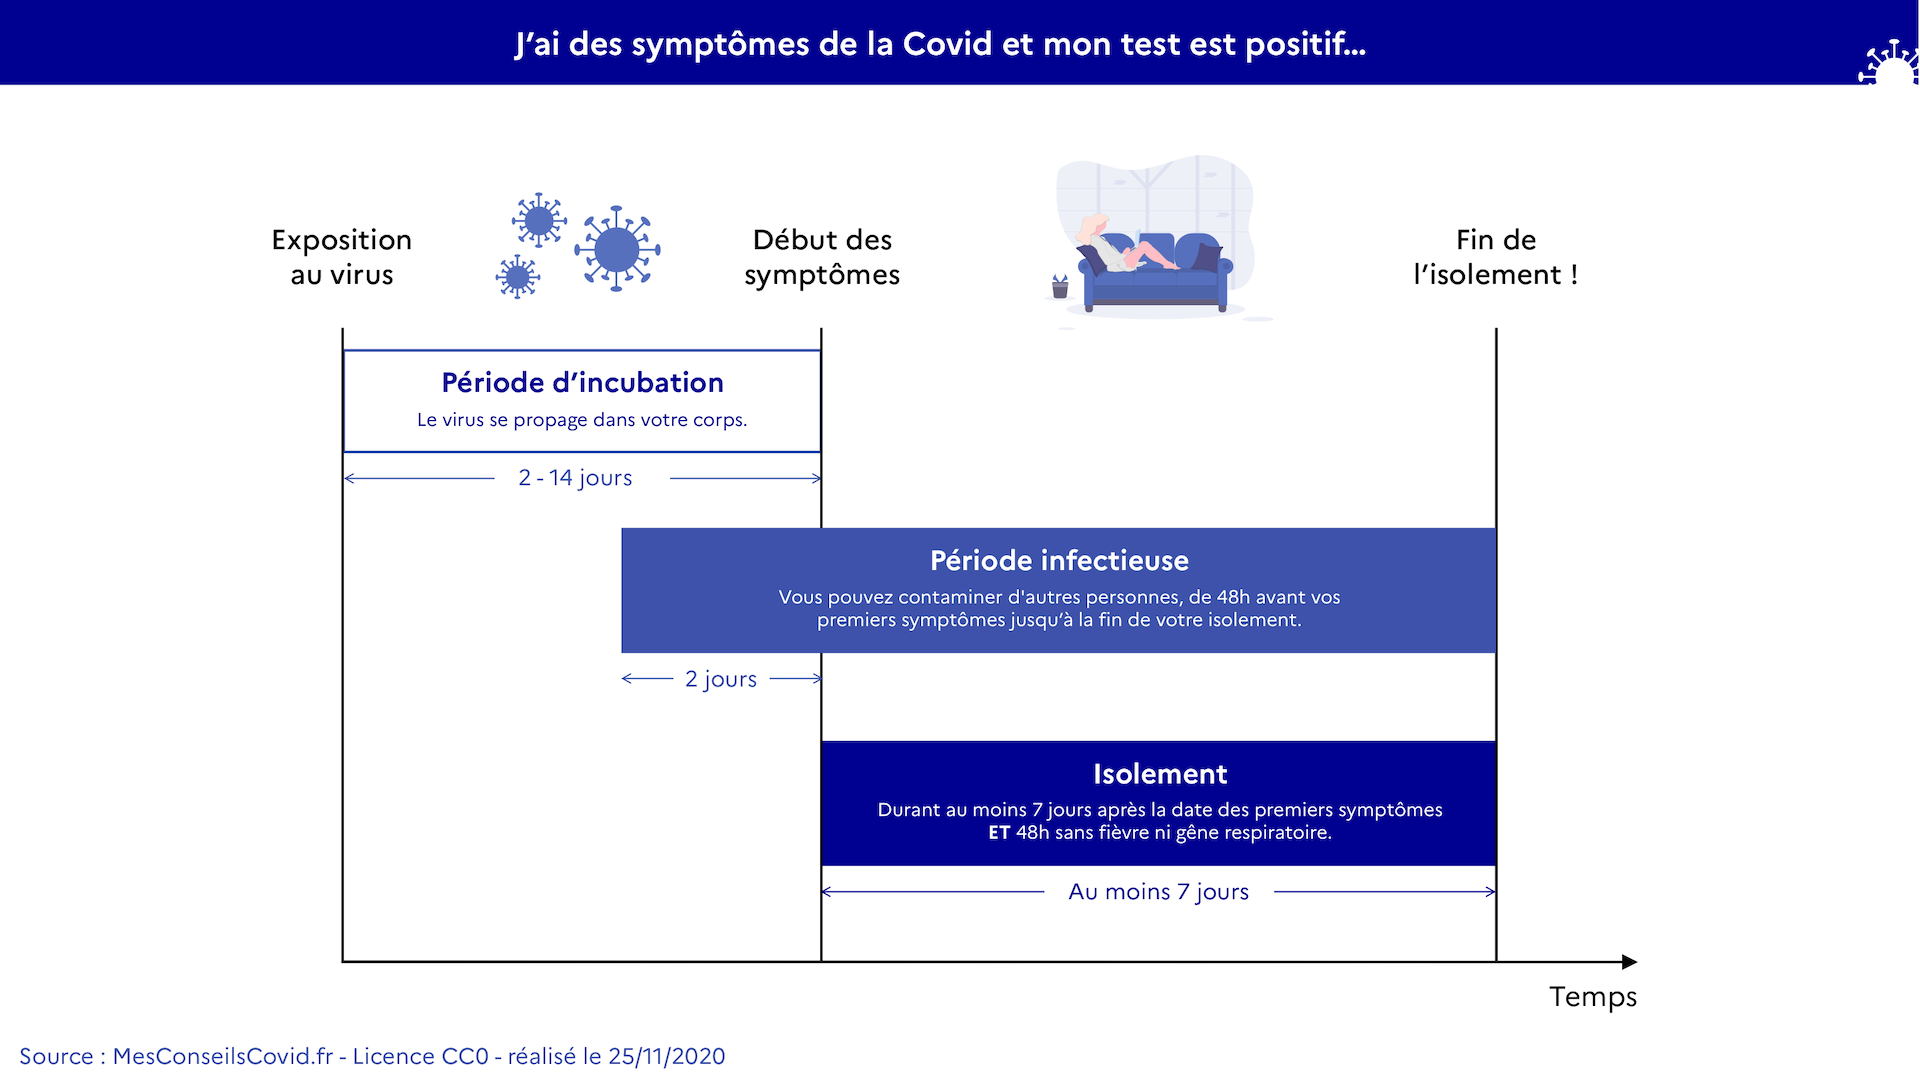 J’ai des symptômes de la Covid et mon test est positif…
Exposition
au virus
Début des
symptômes
Fin de
l’isolement !
Période d’incubation
Le virus se propage dans votre corps.
2 - 14 jours
Période infectieuse
Vous pouvez contaminer d'autres personnes, de 48h avant vos
premiers symptômes jusqu’à la fin de votre isolement.
2 jours
Isolement
Durant au moins 7 jours après la date des premiers symptômes
ET 48h sans fièvre ni gêne respiratoire.
Au moins 7 jours
Temps
Source : MesConseilsCovid.fr - Licence CC0 - réalisé le 25/11/2020